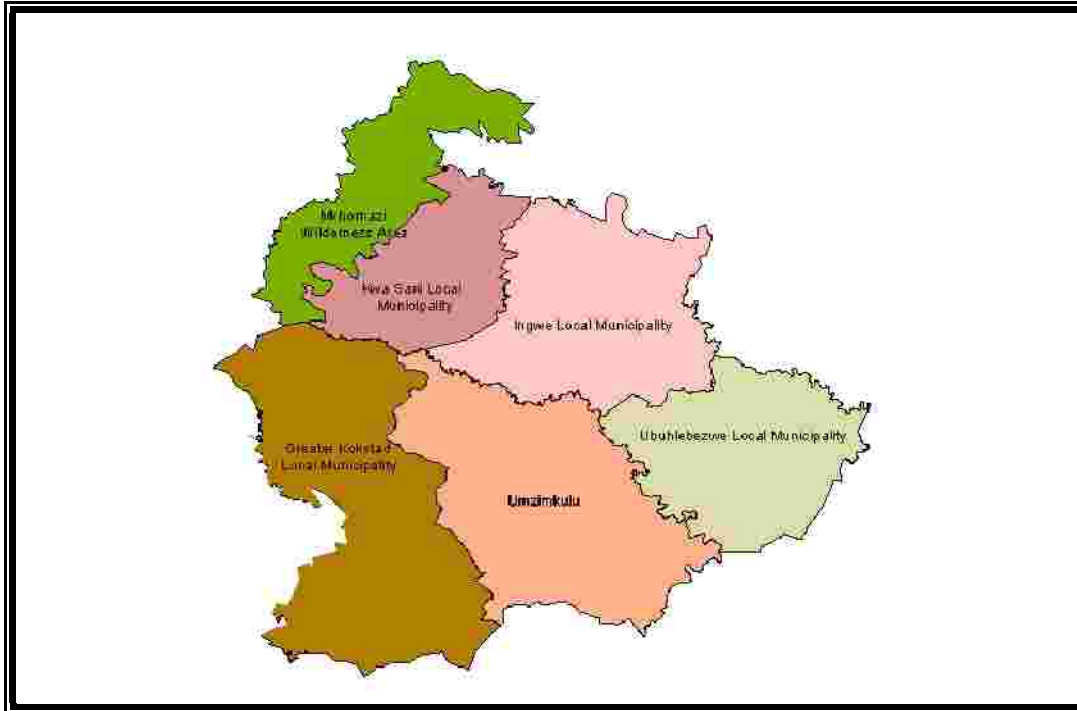 Mkhomazi
Wilderness Area
Kwa Sani Local
Municipality
Ingwe Local Municipality
Ubuhlebezwe Local Municipality
Greater Kokstad
Local Municipality
Umzimkulu